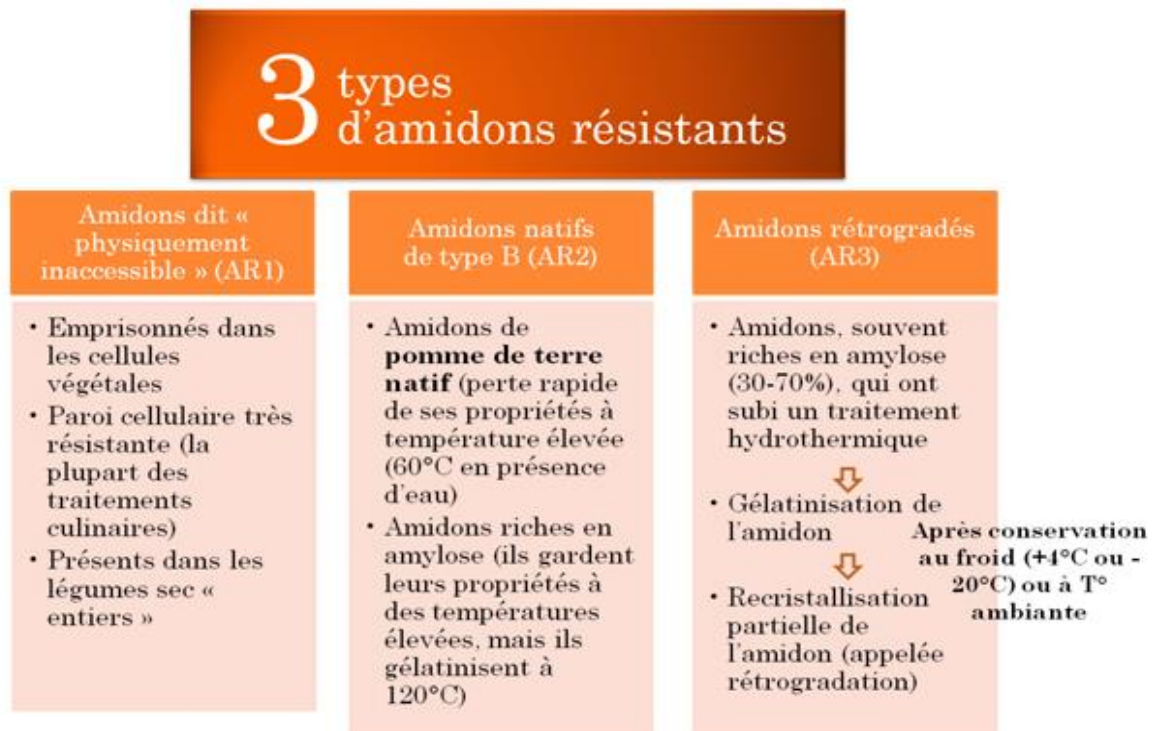 3 types
d'amidons résistants
Amidons dit «
physiquement
inaccessible » (AR1)
• Emprisonnés dans
les cellules
végétales
• Paroi cellulaire très
résistante (la
plupart des
traitements
culinaires)
• Présents dans les
légumes sec «
entiers »
Amidons natifs
de type B (AR2)
• Amidons de
pomme de terre
natif (perte rapide
de ses propriétés à
température élevée
(60°C en présence
d'eau)
• Amidons riches en
amylose (ils gardent
leurs propriétés à
des températures
élevées, mais ils
gélatinisent à
120°C)
Amidons rétrogradés
(AR3)
• Amidons, souvent
riches en amylose
(30-70%), qui ont
subi un traitement
hydrothermique
• Gélatinisation de
l'amidon
Après conservation
au froid (+4°C ou -
20°C) ou à T°
ambiante
• Recristallisation
partielle de
l'amidon (appelée
rétrogradation)